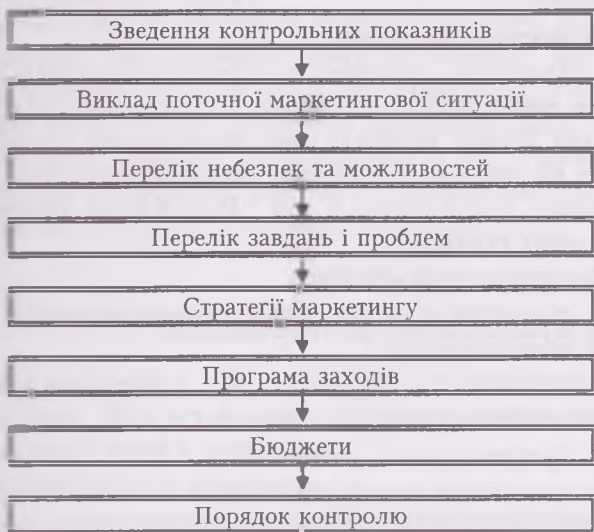 Зведення контрольних показників
Виклад поточної маркетингової ситуації
Перелік небезпек та можливостей
Перелік завдань і проблем
Стратегії маркетингу
Програма заходів
Бюджети
Порядок контролю